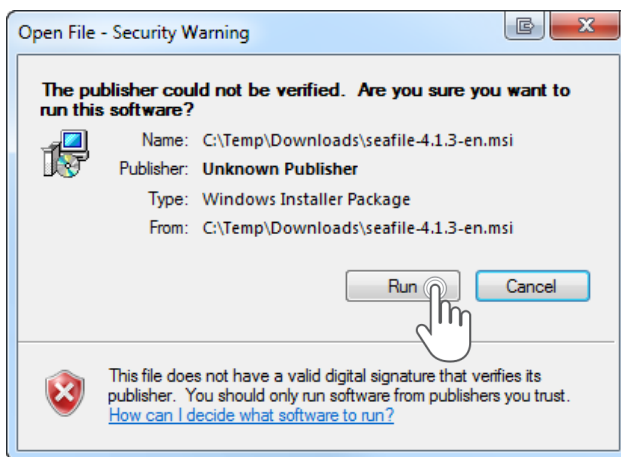 Open File - Security Warning
The publisher could not be verified.  Are you sure you want to
run this software?
Name: C:\Temp\Downloads\seafile-4.1.3-en.msi
Publisher: Unknown Publisher
Type: Windows Installer Package
From: C:\Temp\Downloads\seafile-4.1.3-en.msi
Run Cancel
This file does not have a valid digital signature that verifies its
publisher.  You should only run software from publishers you trust.
How can I decide what software to run?